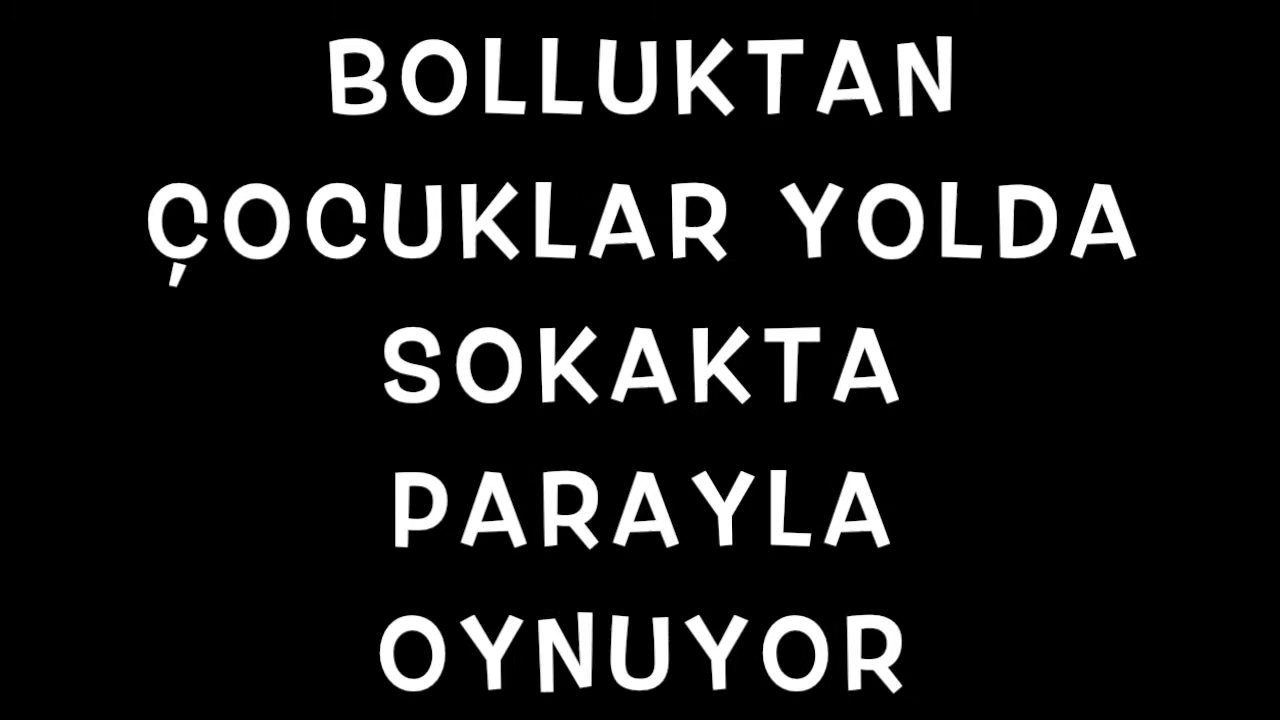 BOLLUKTAN
ÇOCUKLAR YOLDA
SOKAKTA
PARAYLA
OYNUYOR